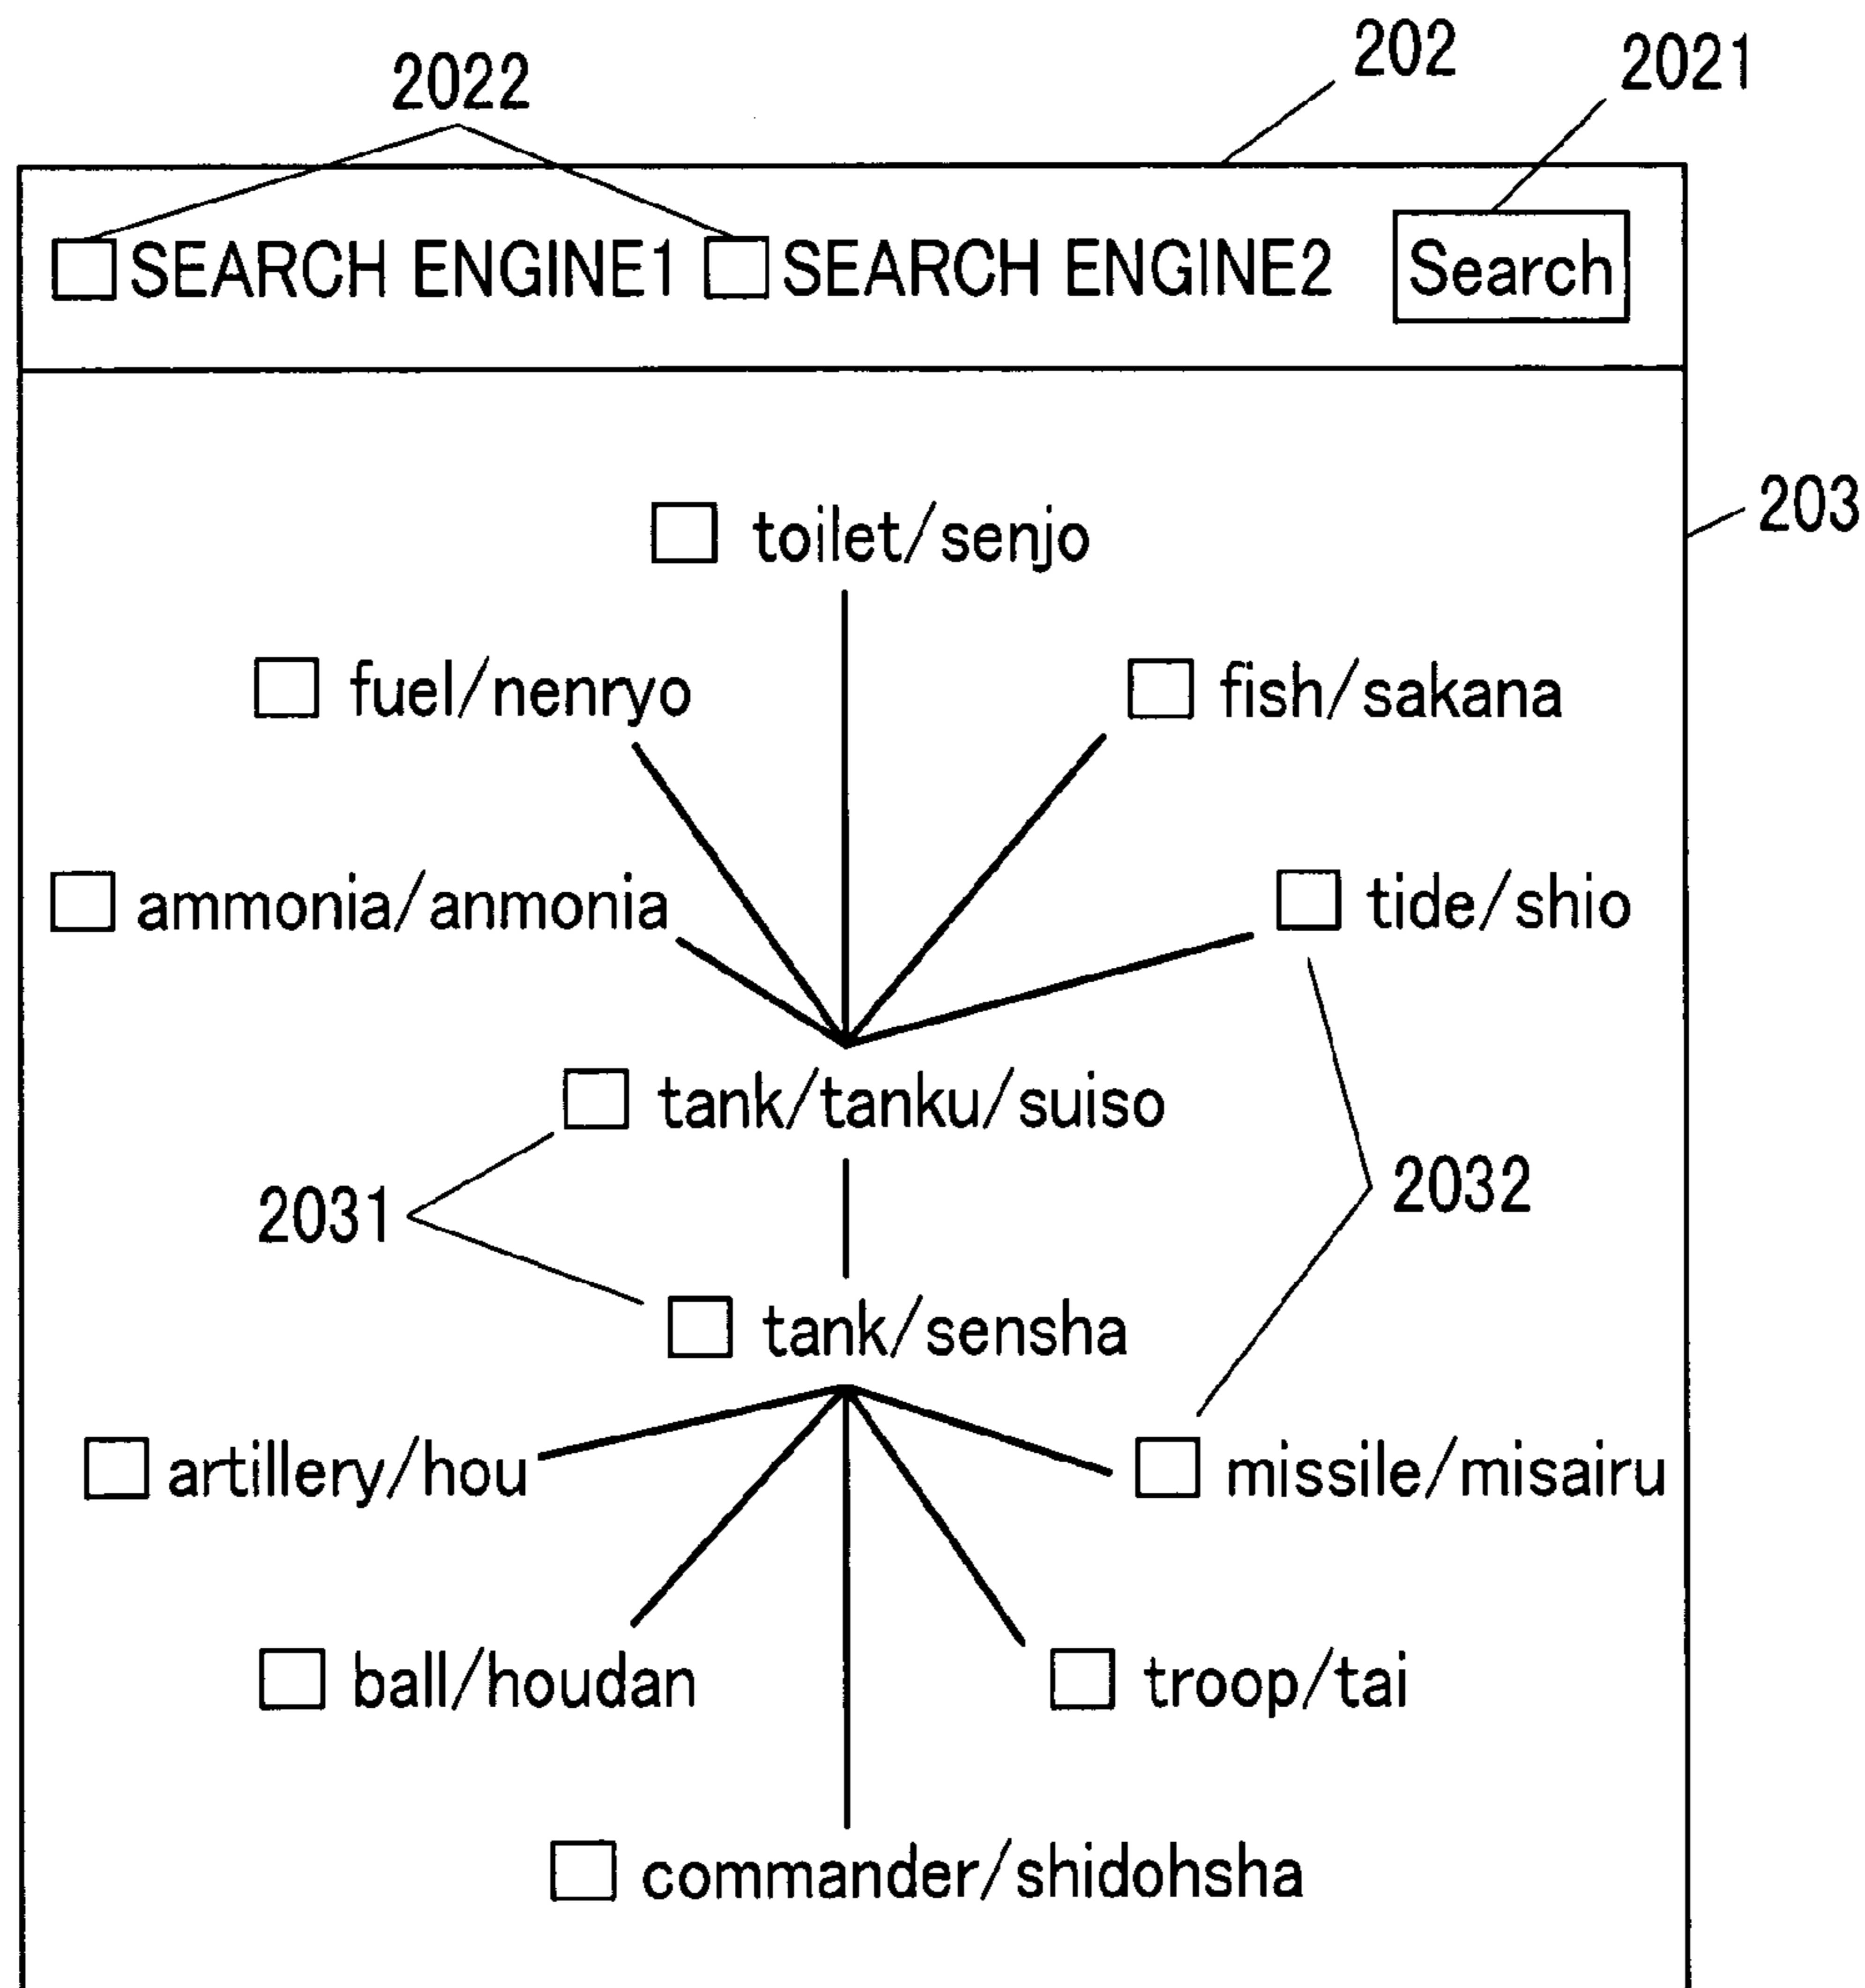 202
2021
2022
SEARCH ENGINE1 SEARCH ENGINE2 Search
203
toilet/senjo
fuel/nenryo fish/sakana
ammonia/anmonia tide/shio
tank/tanku/suiso
2031 2032
tank/sensha
artillery/hou missile/misairu
ball/houdan troop/tai
commander/shidohsha